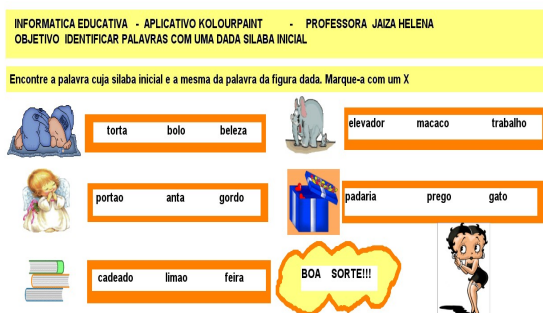 INFORMATICA EDUCATIVA - APLICATIVO KOLOURPAINT - PROFESSORA JAIZA HELENA
OBJETIVO IDENTIFICAR PALAVRAS COM UMA DADA SILABA INICIAL
Encontre a palavra cuja silaba inicial e a mesma da palavra da figura dada. Marque-a com um X
torta bolo beleza
elevador macaco trabalho
portao anta gordo
padaria prego gato
cadeado limao feira
BOA SORTE!!!